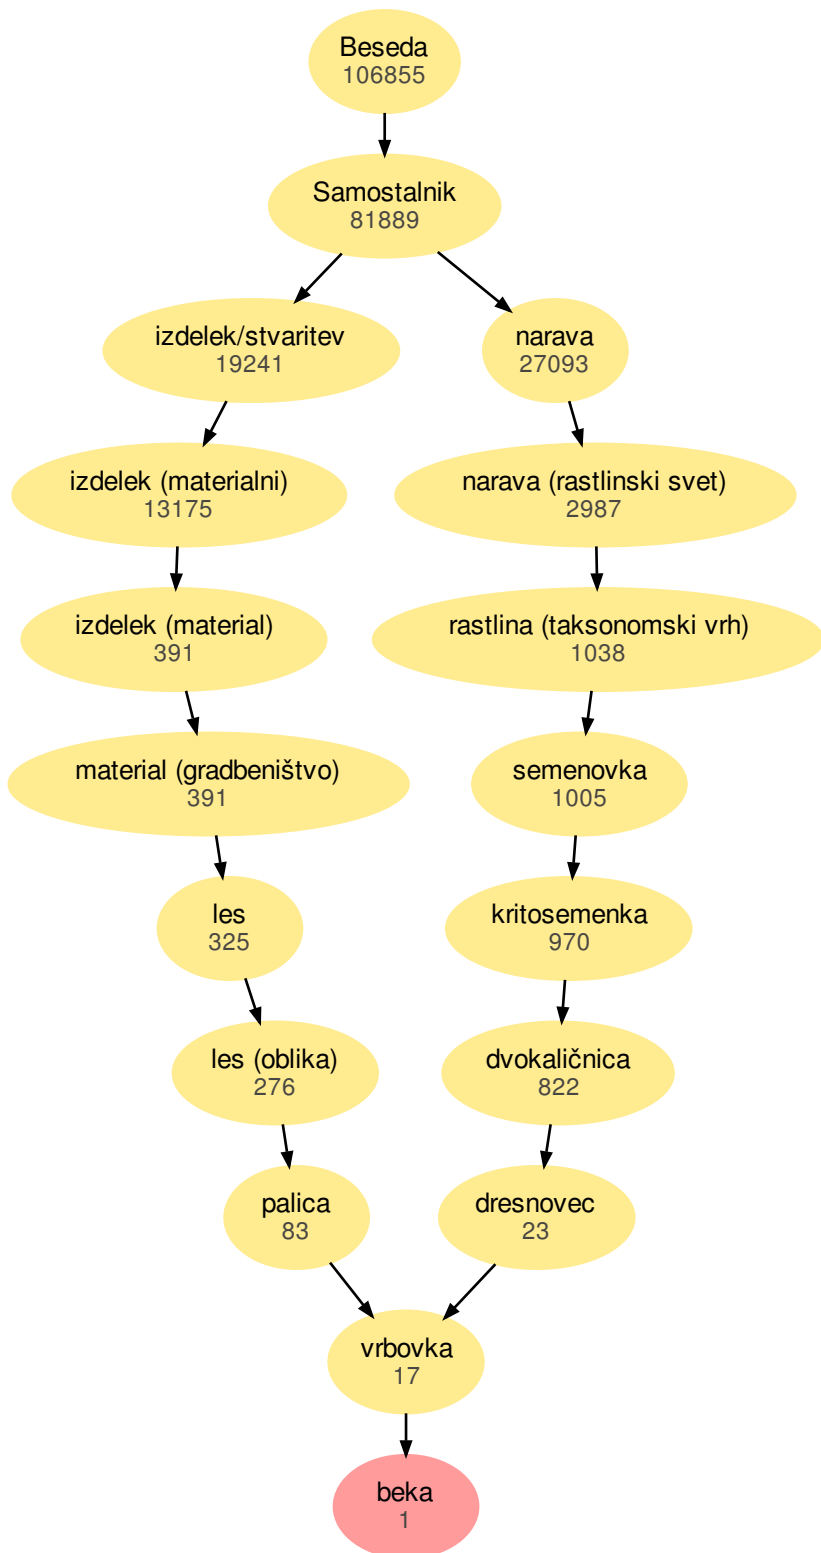 Beseda
106855
Samostalnik
81889
izdelek/stvaritev
19241
narava
27093
izdelek (materialni)
13175
narava (rastlinski svet)
2987
izdelek (material)
391
rastlina (taksonomski vrh)
1038
material (gradbeništvo)
391
semenovka
1005
les
325
kritosemenka
970
les (oblika)
276
dvokaličnica
822
palica
83
dresnovec
23
vrbovka
17
beka
1